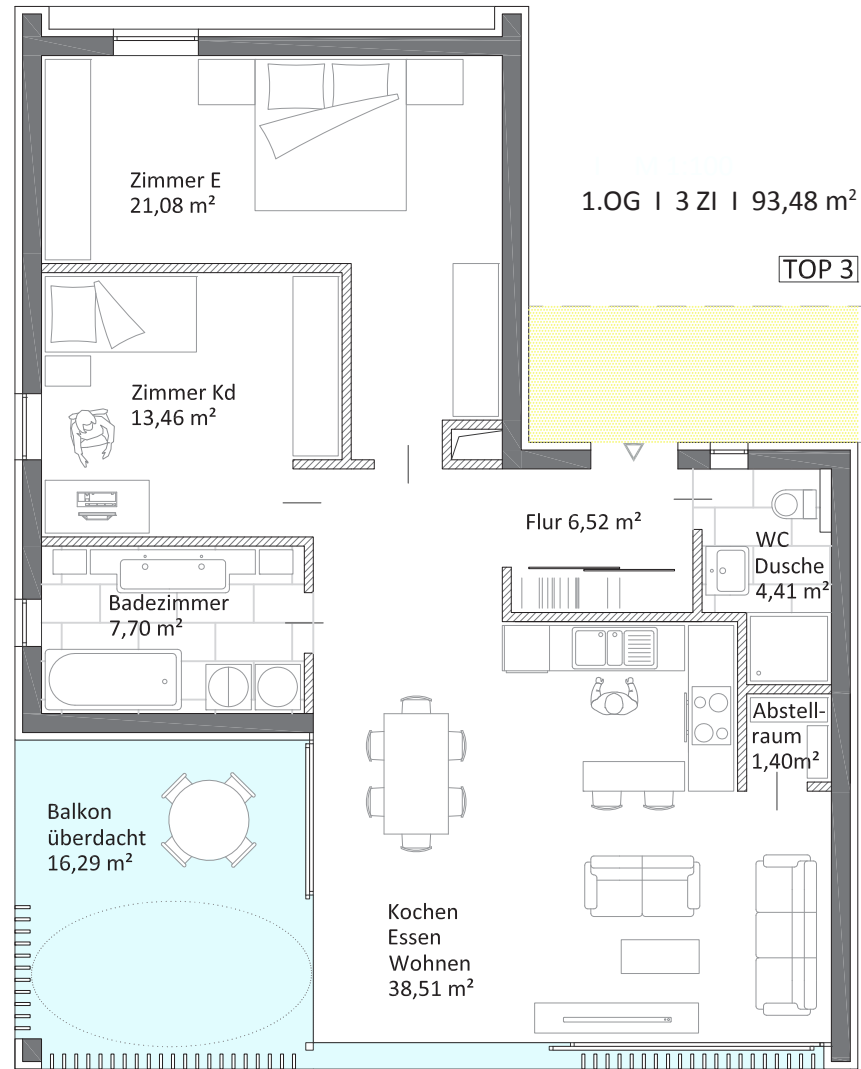 Zimmer E
21,08 m²
1.OG I 3 ZI I 93,48 m²
TOP 3
Zimmer Kd
13,46 m²
Flur 6,52 m²
WC
Dusche
4,41 m²
Badezimmer
7,70 m²
Abstell-
raum
1,40m²
Balkon
überdacht
16,29 m²
Kochen
Essen
Wohnen
38,51 m²